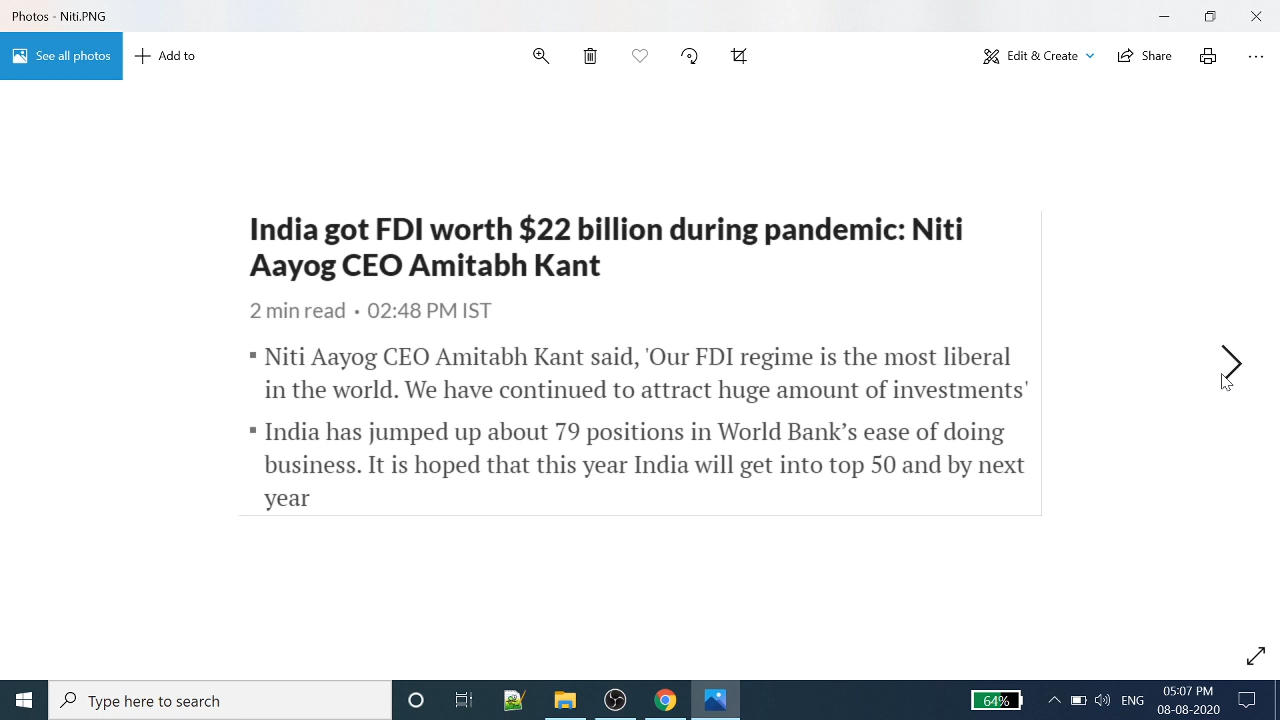 Photos - Niti.PNG
See all photos
Add to
Edit & Create
Share
India got FDI worth $22 billion during pandemic: Niti
Aayog CEO Amitabh Kant
2 min read • 02:48 PM IST
▪ Niti Aayog CEO Amitabh Kant said, 'Our FDI regime is the most liberal
in the world. We have continued to attract huge amount of investments'
▪ India has jumped up about 79 positions in World Bank’s ease of doing
business. It is hoped that this year India will get into top 50 and by next
year
Type here to search
64%
ENG
05:07 PM
08-08-2020